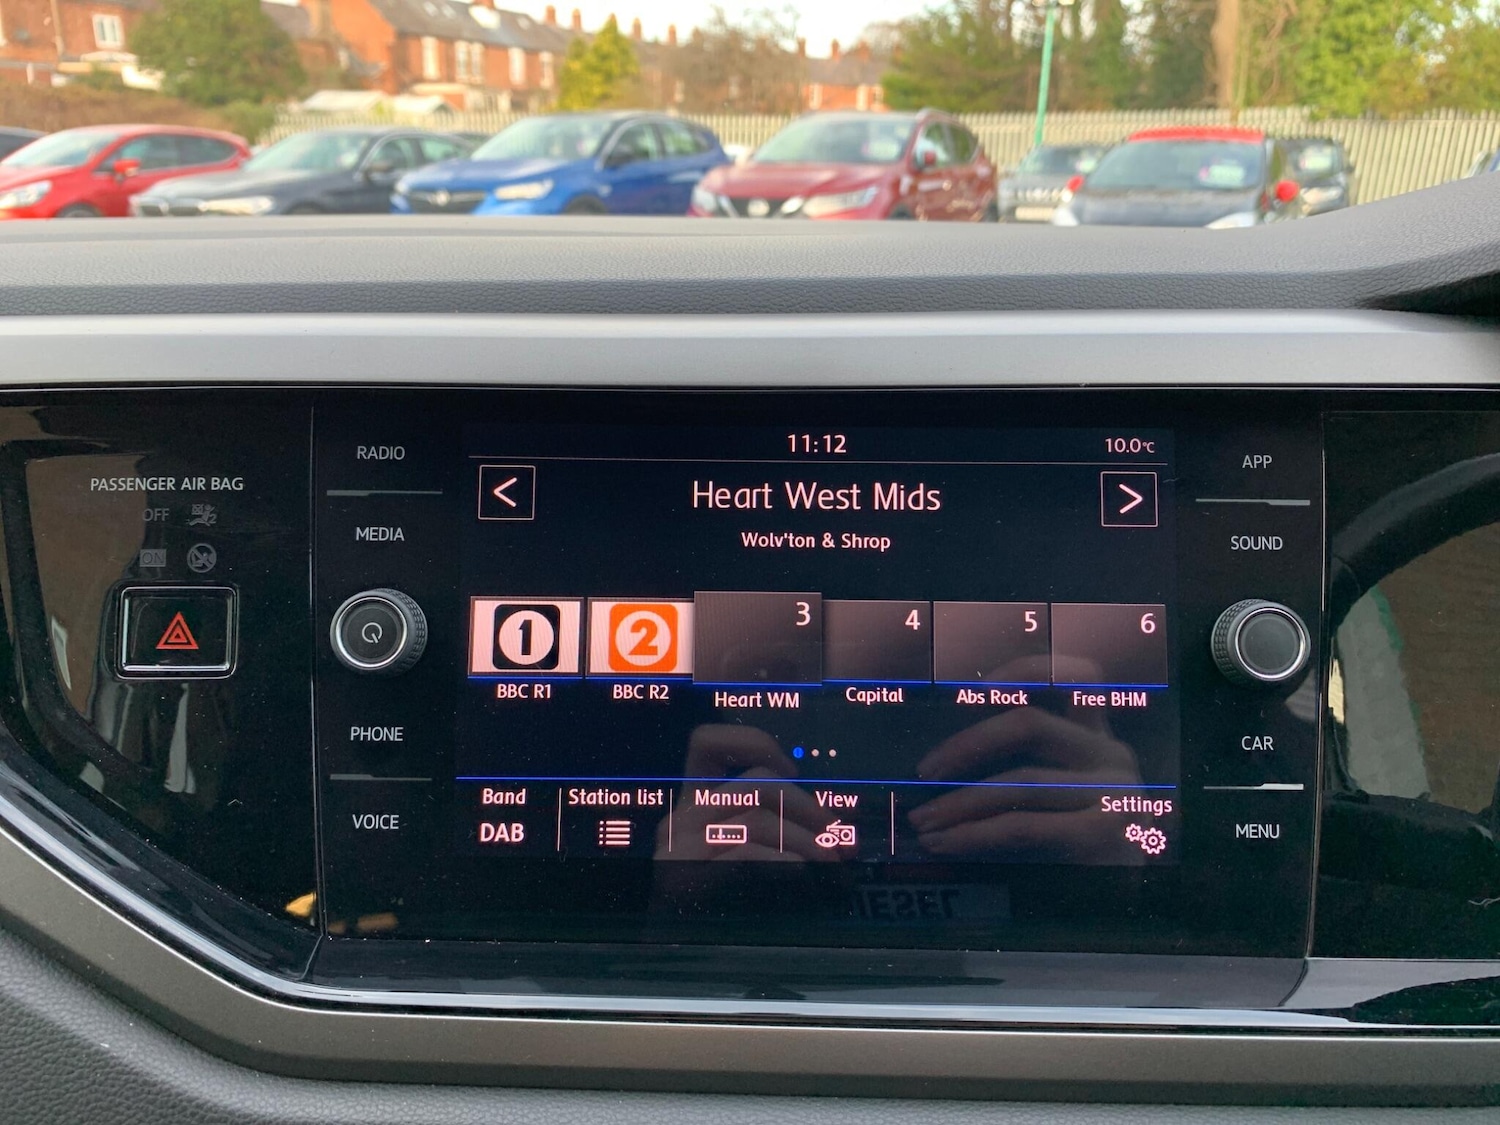 PASSENGER AIR BAG
OFF
ON
RADIO
MEDIA
PHONE
VOICE
11:12
10.0°C
<
Heart West Mids
>
Wolv'ton & Shrop
1
2
3
4
5
6
BBC R1
BBC R2
Heart WM
Capital
Abs Rock
Free BHM
Band
DAB
Station list
Manual
View
Settings
APP
SOUND
CAR
MENU